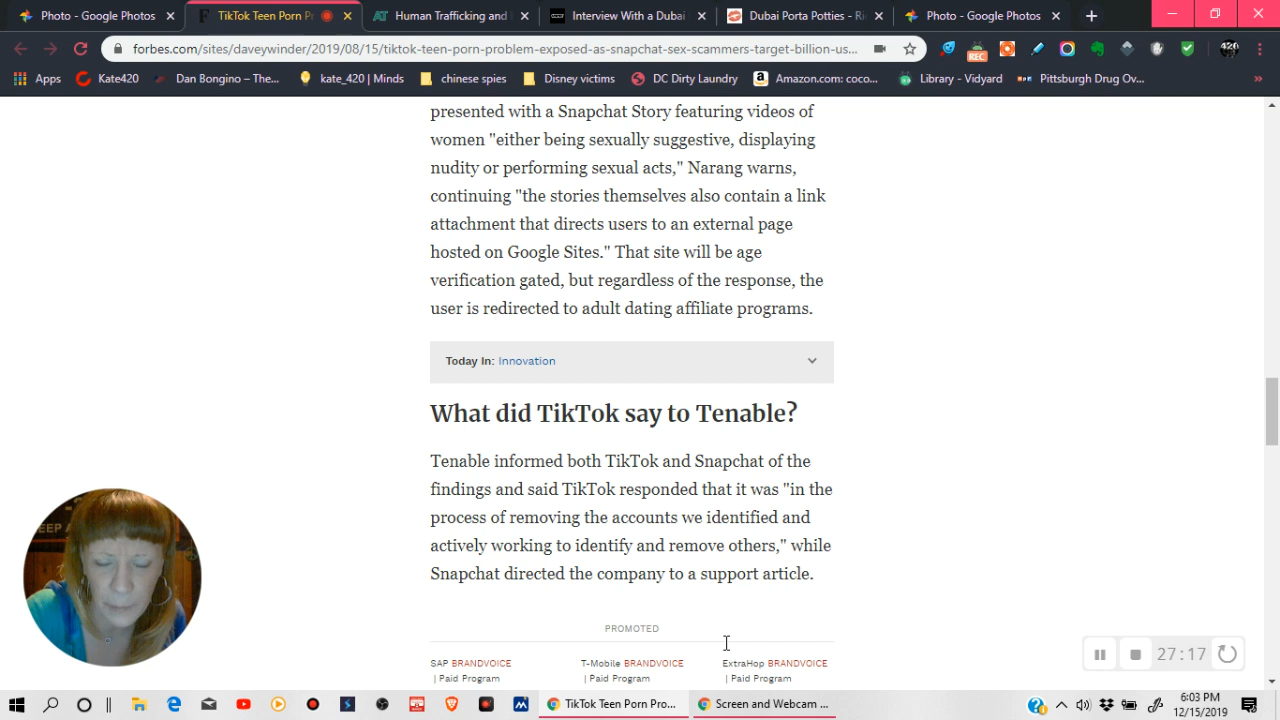 Photo - Google Photos
TikTok Teen Porn P
Human Trafficking and
Interview With a Dubai
Dubai Porta Potties - Ri
Photo - Google Photos
forbes.com/sites/daveywinder/2019/08/15/tiktok-teen-porn-problem-exposed-as-snapchat-sex-scammers-target-billion-us...
REC
420
Apps
Kate420
Dan Bongino – The...
kate_420 | Minds
chinese spies
Disney victims
DC Dirty Laundry
Amazon.com: coco...
Library - Vidyard
Pittsburgh Drug Ov...
»
presented with a Snapchat Story featuring videos of
women "either being sexually suggestive, displaying
nudity or performing sexual acts," Narang warns,
continuing "the stories themselves also contain a link
attachment that directs users to an external page
hosted on Google Sites." That site will be age
verification gated, but regardless of the response, the
user is redirected to adult dating affiliate programs.
Today In: Innovation
What did TikTok say to Tenable?
Tenable informed both TikTok and Snapchat of the
findings and said TikTok responded that it was "in the
process of removing the accounts we identified and
actively working to identify and remove others," while
Snapchat directed the company to a support article.
PROMOTED
SAP BRANDVOICE
| Paid Program
T-Mobile BRANDVOICE
| Paid Program
ExtraHop BRANDVOICE
| Paid Program
27:17
TikTok Teen Porn Pro...
Screen and Webcam ...
6:03 PM
12/15/2019